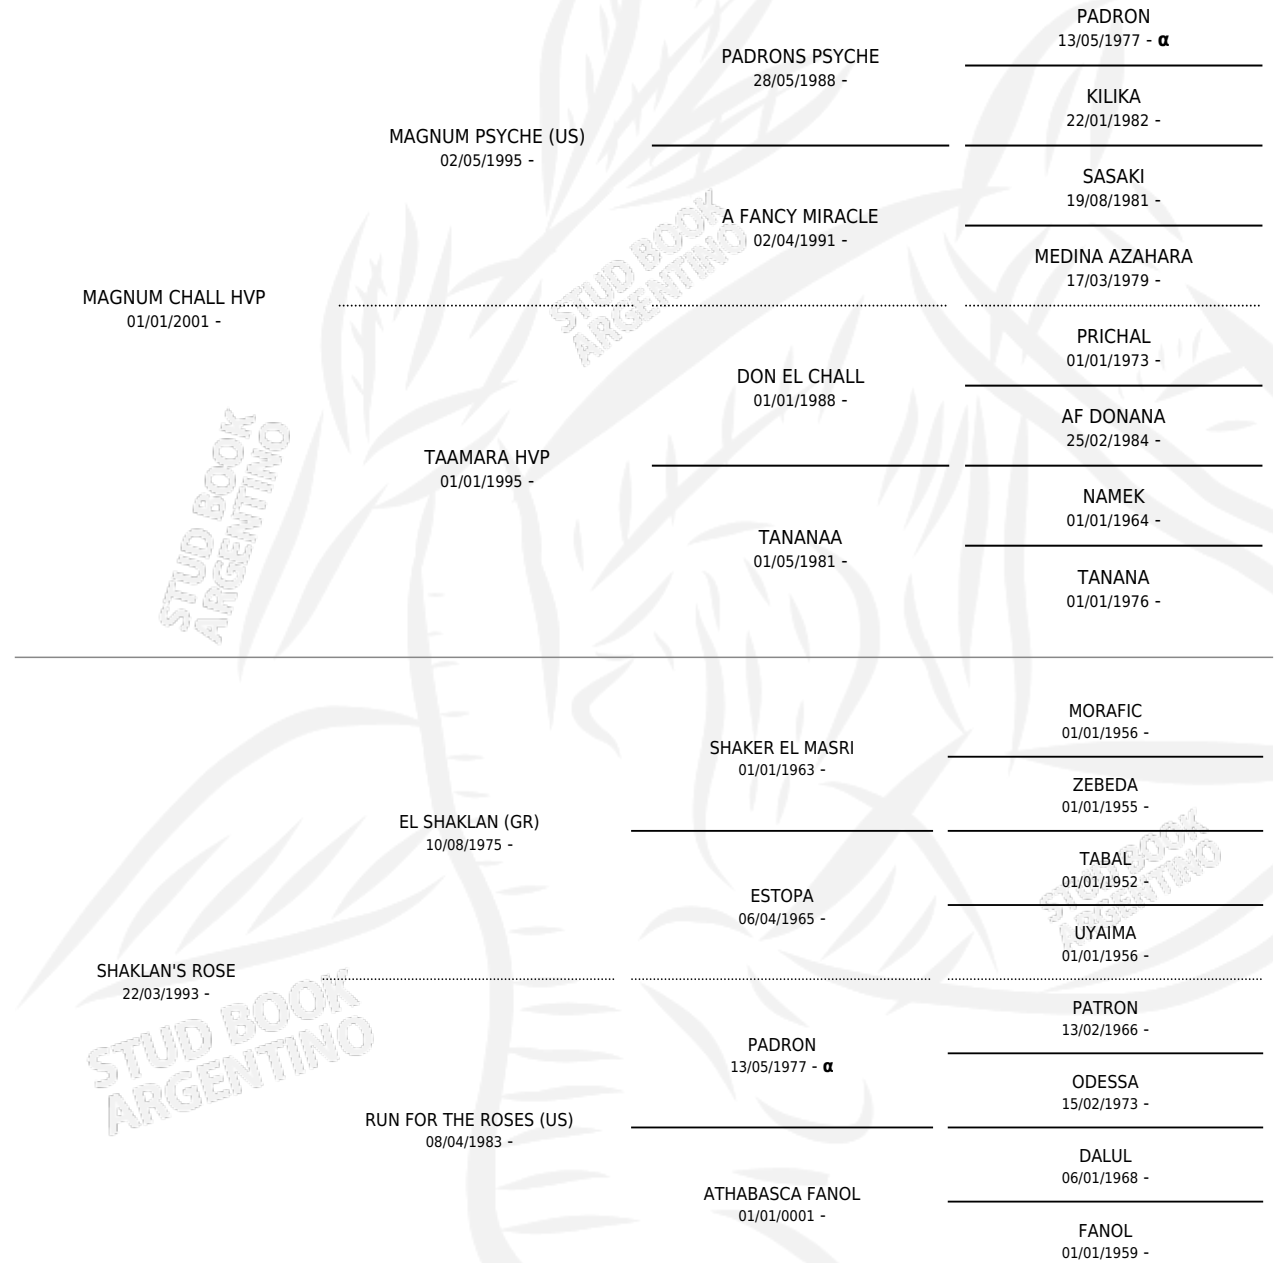 PADRON
13/05/1977 - α
PADRONS PSYCHE
28/05/1988 -
KILIKA
22/01/1982 -
MAGNUM PSYCHE (US)
02/05/1995 -
SASAKI
19/08/1981 -
A FANCY MIRACLE
02/04/1991 -
MEDINA AZAHARA
17/03/1979 -
MAGNUM CHALL HVP
01/01/2001 -
PRICHAL
01/01/1973 -
DON EL CHALL
01/01/1988 -
AF DONANA
25/02/1984 -
TAAMARA HVP
01/01/1995 -
NAMEK
01/01/1964 -
TANANAA
01/05/1981 -
TANANA
01/01/1976 -
STUD BOOK
ARGENTINO
STUD BOOK
ARGENTINO
MORAFIC
01/01/1956 -
SHAKER EL MASRI
01/01/1963 -
ZEBEDA
01/01/1955 -
EL SHAKLAN (GR)
10/08/1975 -
TABAL
01/01/1952 -
ESTOPA
06/04/1965 -
UYAIMA
01/01/1956 -
STUD BOOK
ARGENTINO
SHAKLAN'S ROSE
22/03/1993 -
PATRON
13/02/1966 -
PADRON
13/05/1977 - α
ODESSA
15/02/1973 -
RUN FOR THE ROSES (US)
08/04/1983 -
DALUL
06/01/1968 -
ATHABASCA FANOL
01/01/0001 -
FANOL
01/01/1959 -
STUD BOOK
ARGENTINO